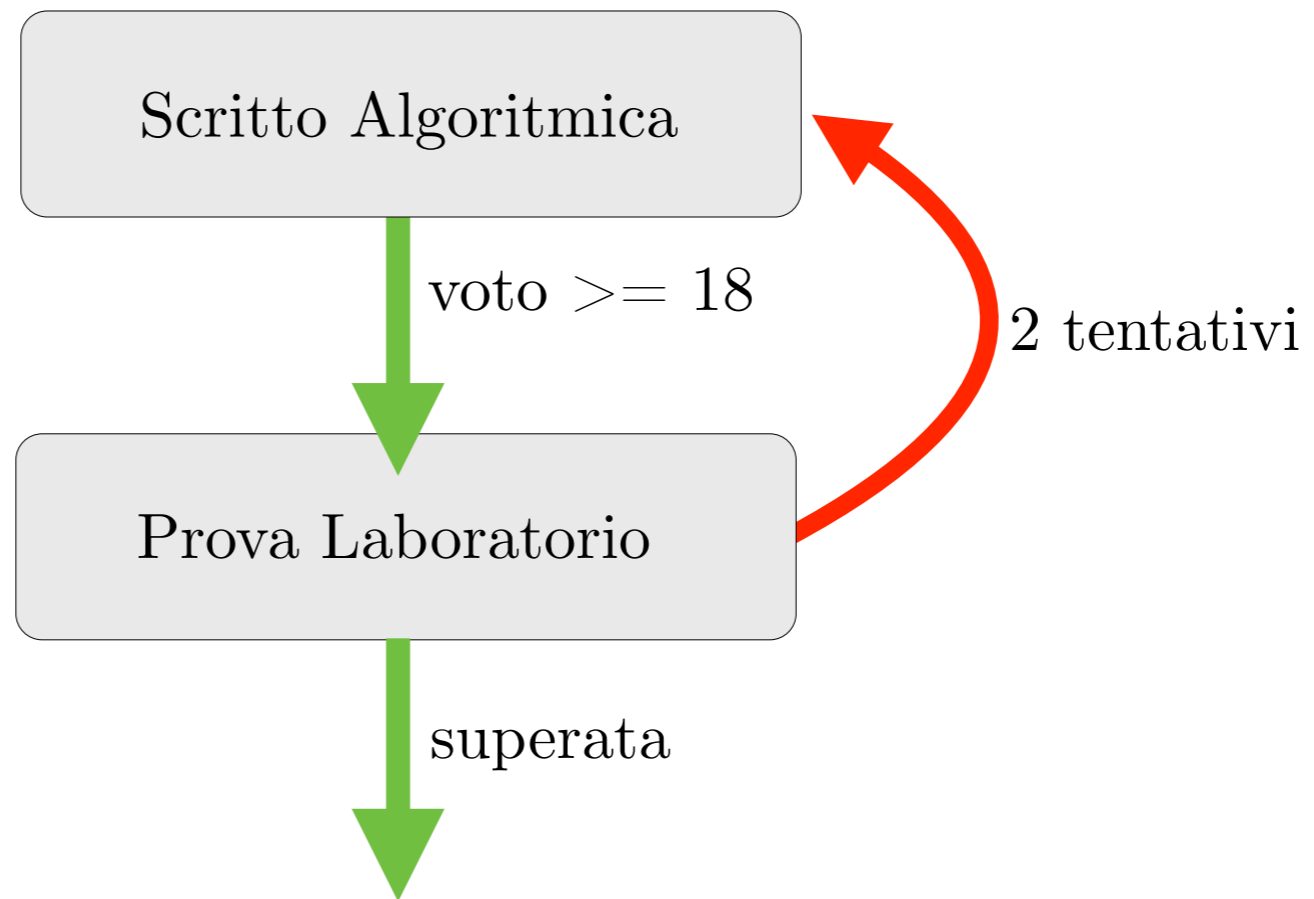 Scritto Algoritmica
voto >= 18
2 tentativi
Prova Laboratorio
superata